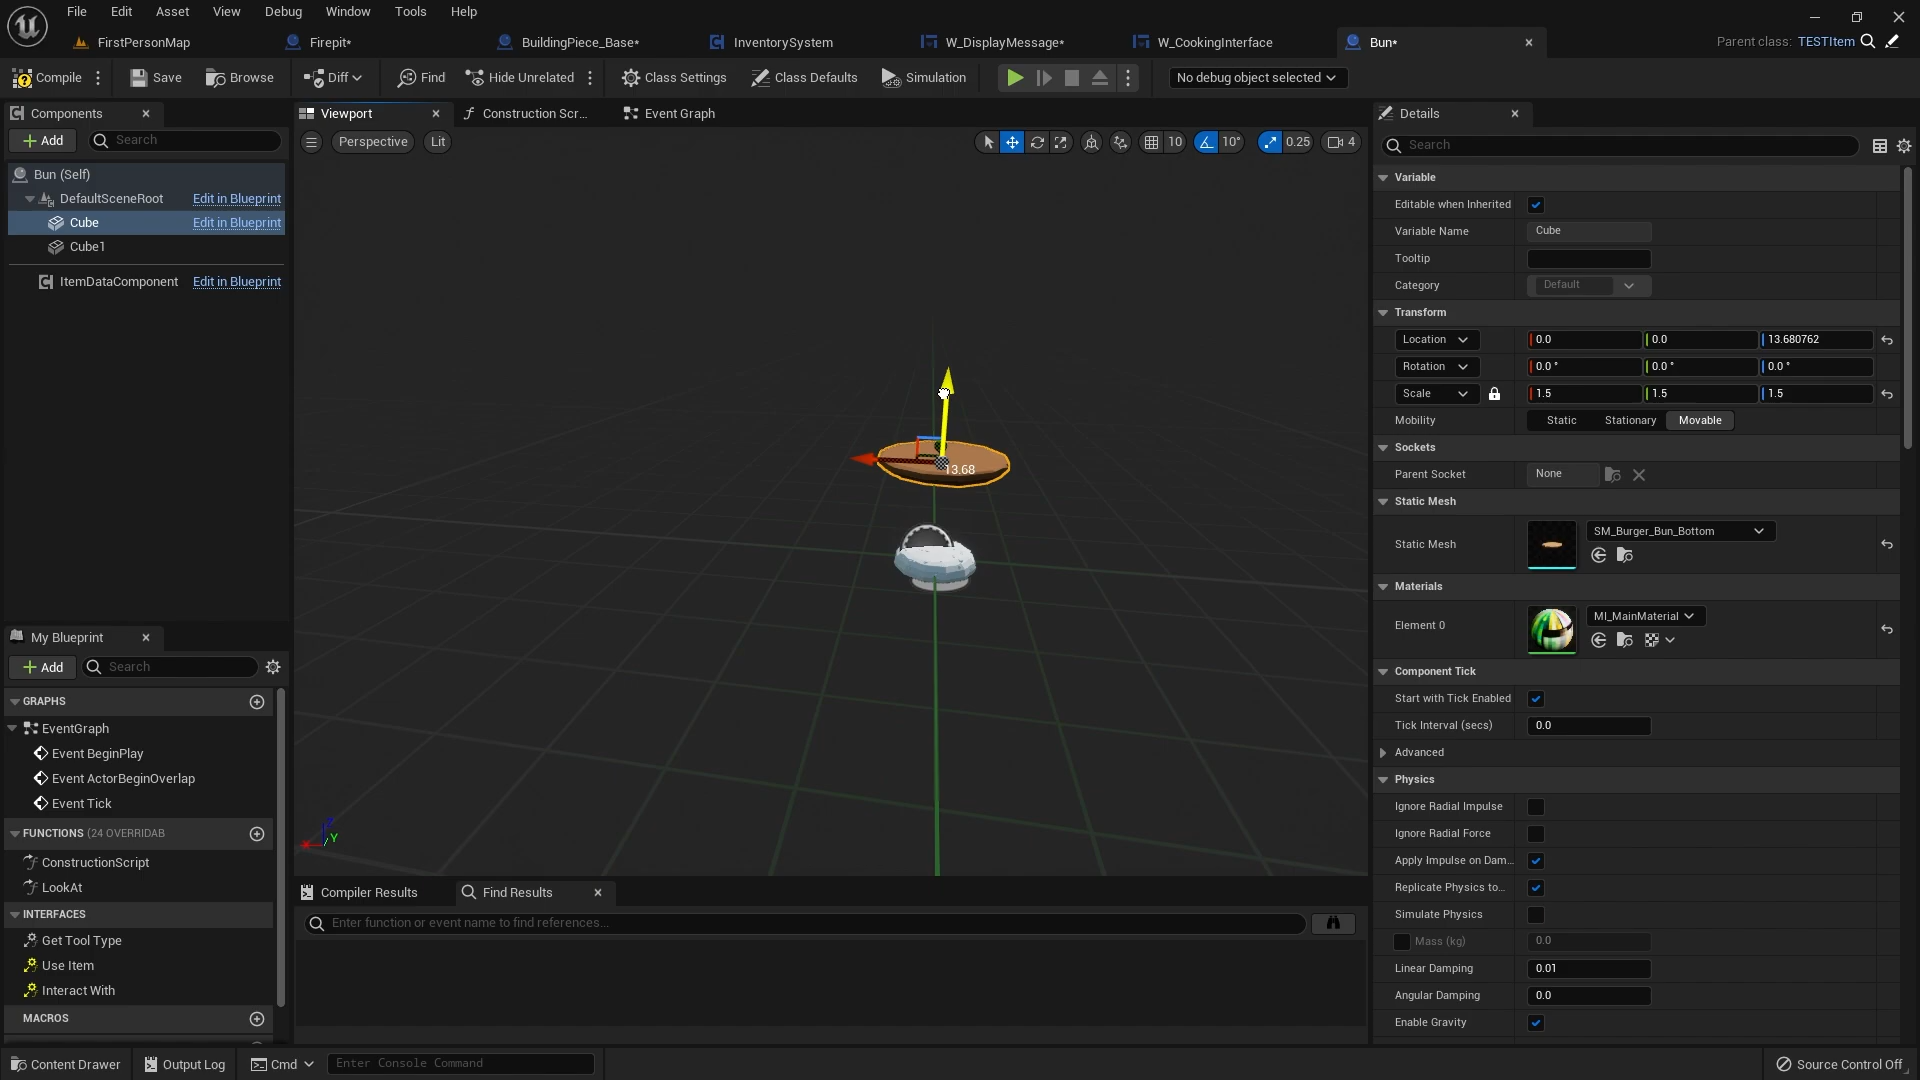 File Edit Asset View Debug Window Tools Help
FirstPersonMap Firepit* BuildingPiece_Base* InventorySystem W_DisplayMessage* W_CookingInterface Bun* Parent class: TESTItem
Compile Save Browse Diff Find Hide Unrelated Class Settings Class Defaults Simulation No debug object selected
Components
Add Search
Bun (Self)
DefaultSceneRoot Edit in Blueprint
Cube Edit in Blueprint
Cube1
ItemDataComponent Edit in Blueprint
My Blueprint
Add Search
GRAPHS
EventGraph
Event BeginPlay
Event ActorBeginOverlap
Event Tick
FUNCTIONS (24 OVERRIDAB
ConstructionScript
LookAt
INTERFACES
Get Tool Type
Use Item
Interact With
MACROS
Viewport Construction Scr... Event Graph
Perspective Lit 10 10° 0.25 4
13.68
Y
Compiler Results Find Results
Enter function or event name to find references...
Details
Search
Variable
Editable when Inherited
Variable Name Cube
Tooltip
Category Default
Transform
Location 0.0 0.0 13.680762
Rotation 0.0 ° 0.0 ° 0.0 °
Scale 1.5 1.5 1.5
Mobility Static Stationary Movable
Sockets
Parent Socket None
Static Mesh
Static Mesh SM_Burger_Bun_Bottom
Materials
Element 0 MI_MainMaterial
Component Tick
Start with Tick Enabled
Tick Interval (secs) 0.0
Advanced
Physics
Ignore Radial Impulse
Ignore Radial Force
Apply Impulse on Dam...
Replicate Physics to...
Simulate Physics
Mass (kg) 0.0
Linear Damping 0.01
Angular Damping 0.0
Enable Gravity
Content Drawer Output Log Cmd Enter Console Command Source Control Off